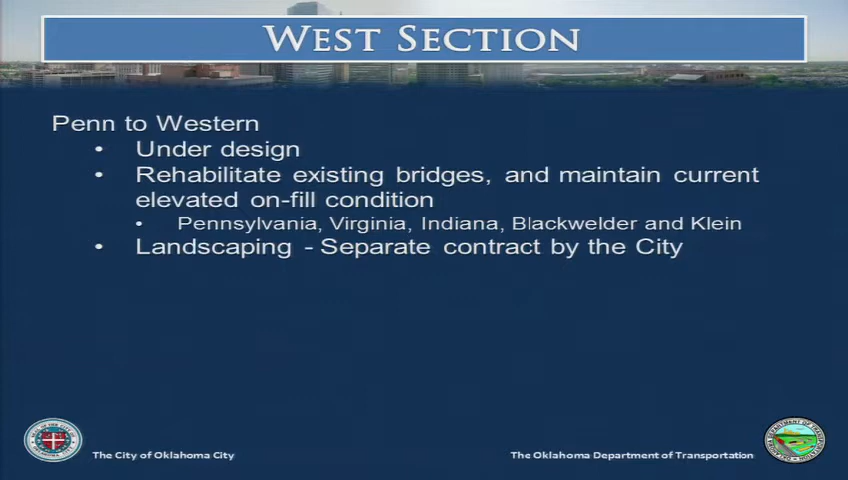 West Section
Penn to Western
• Under design
• Rehabilitate existing bridges, and maintain current
elevated on-fill condition
• Pennsylvania, Virginia, Indiana, Blackwelder and Klein
• Landscaping - Separate contract by the City
The City of Oklahoma City
The Oklahoma Department of Transportation